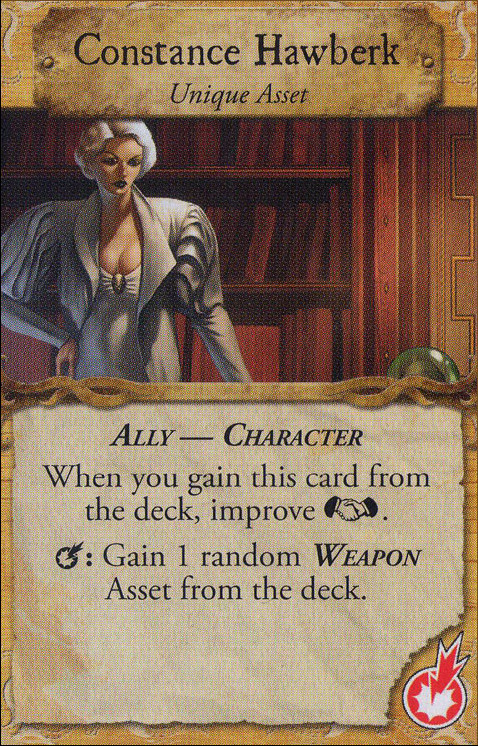 Constance Hawberk
Unique Asset
Ally — Character
When you gain this card from
the deck, improve .
: Gain 1 random Weapon
Asset from the deck.